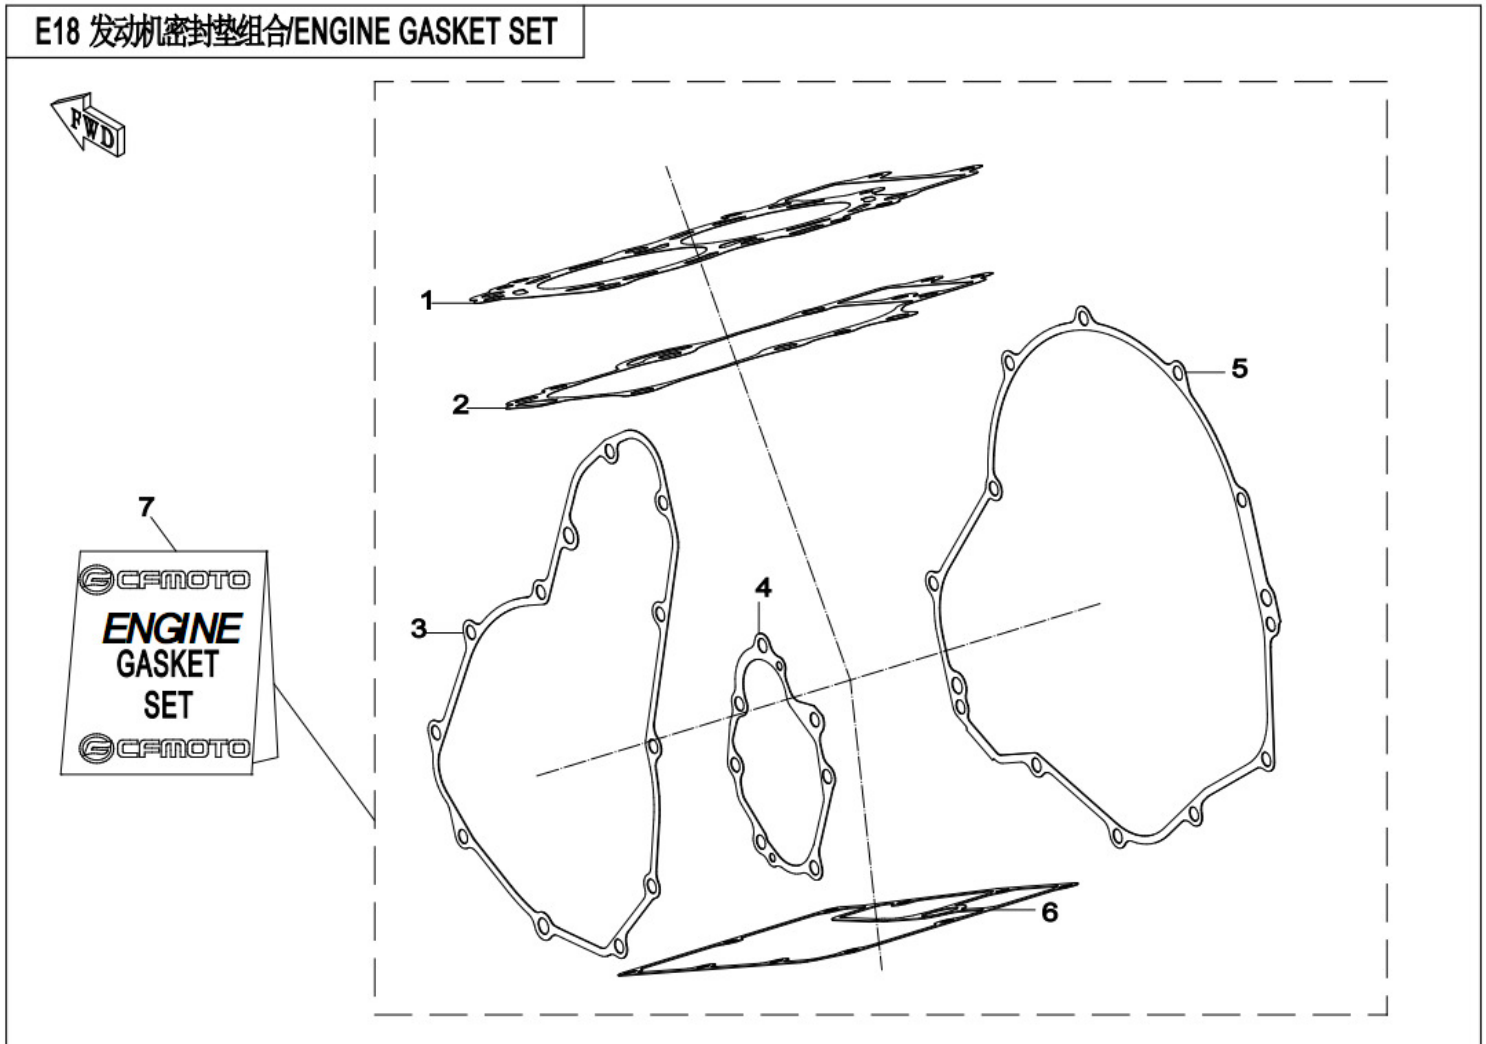 E18 发动机密封垫组合/ENGINE GASKET SET
FWD
1
2
5
7
CFMOTO
ENGINE
GASKET
SET
CFMOTO
3
4
6